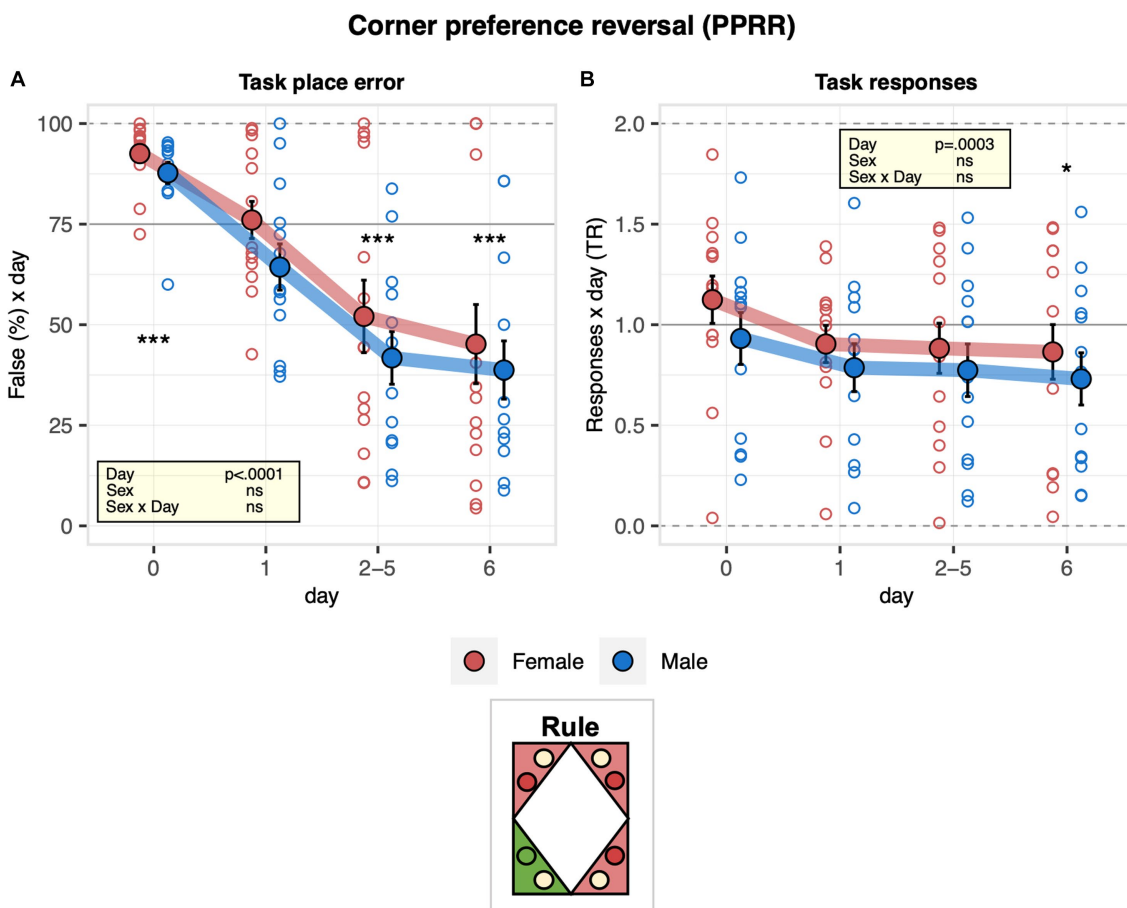 Corner preference reversal (PPRR)
A
Task place error
False (%) x day
100
75
50
25
0
***
***
***
Day p<.0001
Sex ns
Sex x Day ns
0 1 2–5 6
day
B
Task responses
Responses x day (TR)
2.0
1.5
1.0
0.5
0.0
Day p=.0003
Sex ns
Sex x Day ns
*
0 1 2–5 6
day
Female Male
Rule